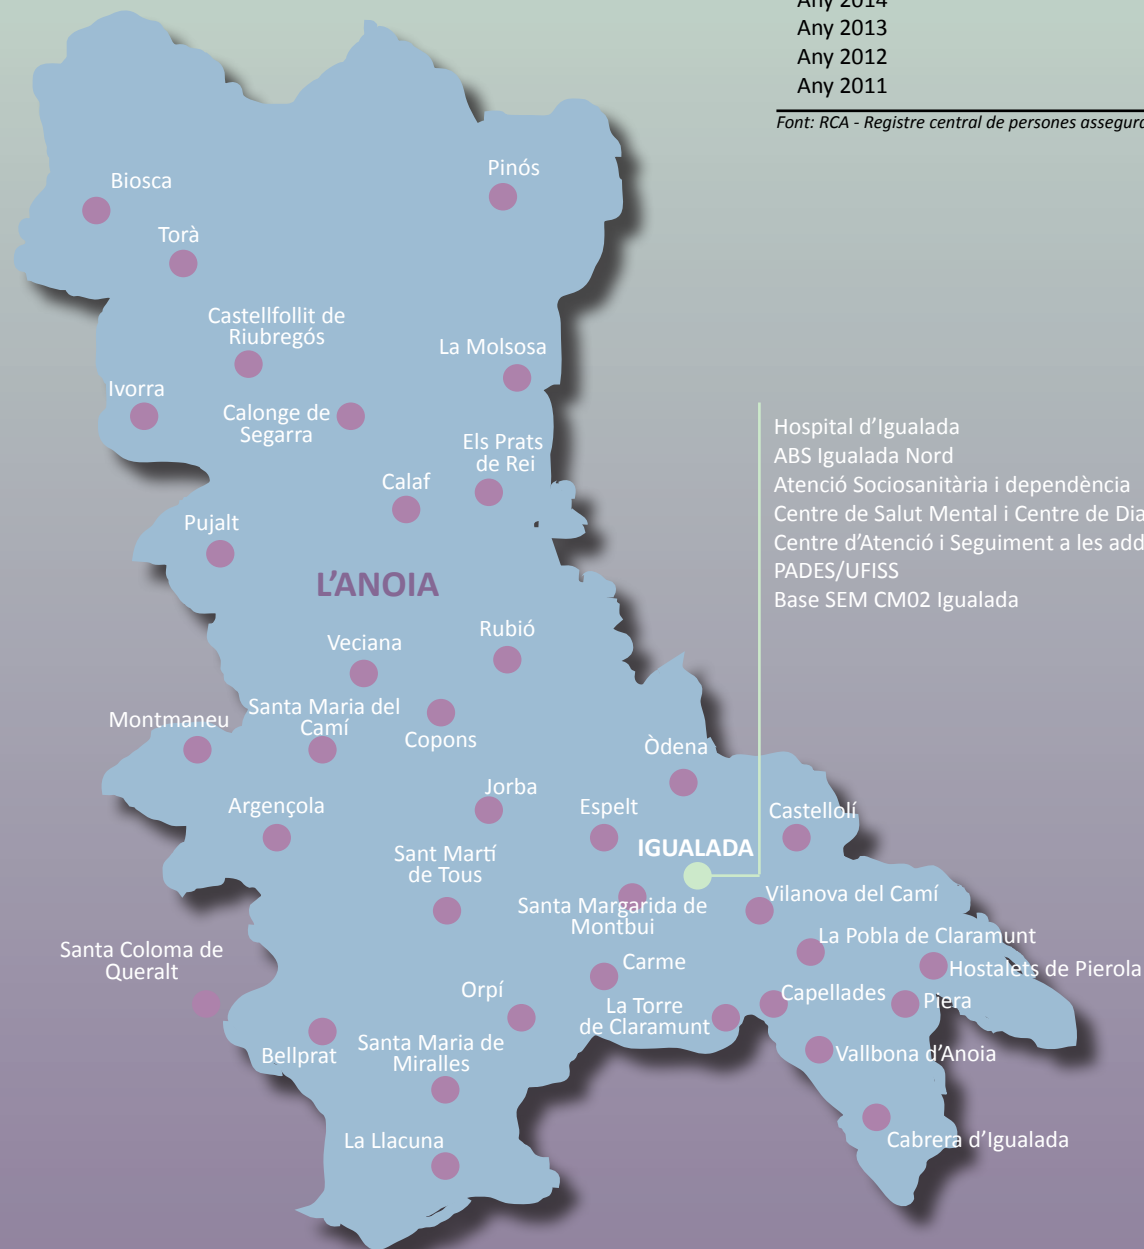 Any 2014
Any 2013
Any 2012
Any 2011
Font: RCA - Registre central de persones
Pinós
Biosca
Torà
Castellfollit de
Riubregós
La Molsosa
Ivorra
Calonge de
Segarra
Els Prats
de Rei
Calaf
Pujalt
Hospital d'Igualada
ABS Igualada Nord
Atenció Sociosanitària i dependència
Centre de Salut Mental i Centre de Dia
Centre d'Atenció i Seguiment a les
PADES/UFISS
Base SEM CM02 Igualada
L'ANOIA
Rubió
Veciana
Santa Maria del
Camí
Montmaneu
Copons
Òdena
Jorba
Argençola
Espelt
Castellolí
IGUALADA
Sant Martí
de Tous
Vilanova del Camí
Santa Margarida de
Montbui
La Pobla de Claramunt
Santa Coloma de
Queralt
Carme
Hostalets de Pierola
Orpí
Capellades
Piera
La Torre
de Claramunt
Bellprat
Santa Maria de
Miralles
Vallbona d'Anoia
La Llacuna
Cabrera d'Igualada